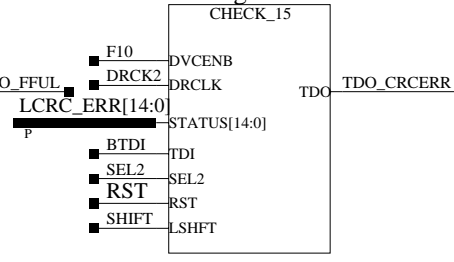 CHECK_15
F10
DVCENB
DRCK2
DRCLK
O_FFUL
TDO
TDO_CRCERR
LCRC_ERR[14:0]
STATUS[14:0]
P
BTDI
TDI
SEL2
SEL2
RST
RST
SHIFT
LSHFT